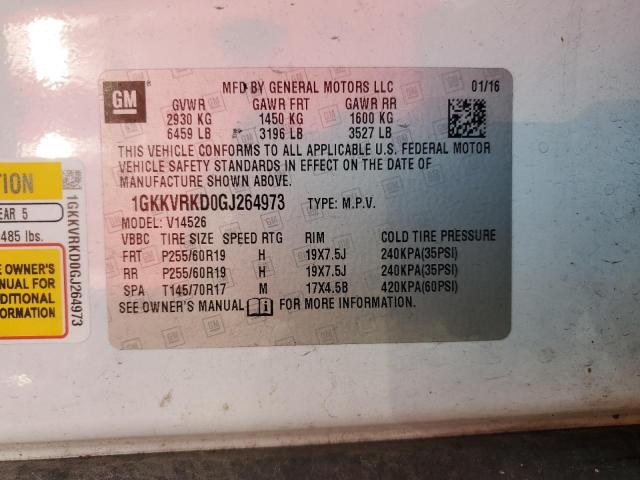 GM
MFD BY GENERAL MOTORS LLC 01/16
GVWR GAWR FRT GAWR RR
2930 KG 1450 KG 1600 KG
6459 LB 3196 LB 3527 LB
THIS VEHICLE CONFORMS TO ALL APPLICABLE U.S. FEDERAL MOTOR
VEHICLE SAFETY STANDARDS IN EFFECT ON THE DATE OF
MANUFACTURE SHOWN ABOVE.
1GKKVRKD0GJ264973 TYPE: M.P.V.
MODEL: V14526
VBBC TIRE SIZE SPEED RTG RIM COLD TIRE PRESSURE
FRT P255/60R19 H 19X7.5J 240KPA(35PSI)
RR P255/60R19 H 19X7.5J 240KPA(35PSI)
SPA T145/70R17 M 17X4.5B 420KPA(60PSI)
SEE OWNER'S MANUAL FOR MORE INFORMATION.
TION
EAR 5
485 lbs.
E OWNER'S
NUAL FOR
DITIONAL
ORMATION
1GKKVRKD0GJ264973